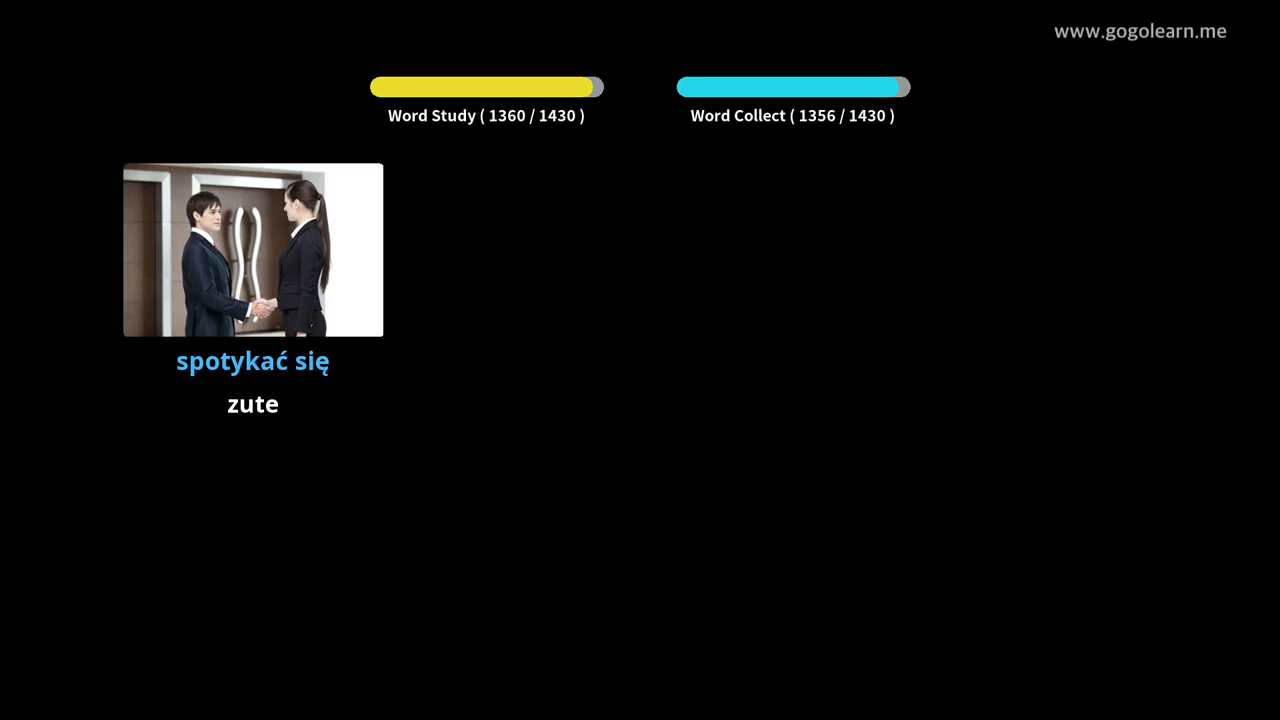 www.gogolearn.me
Word Study ( 1360 / 1430 )
Word Collect ( 1356 / 1430 )
spotykać się
zute